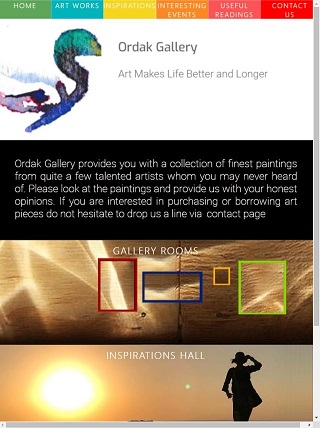 HOME
ART WORKS
INSPIRATIONS
INTERESTING
EVENTS
USEFUL
READINGS
CONTACT
US
Ordak Gallery
Art Makes Life Better and Longer
Ordak Gallery provides you with a collection of finest paintings
from quite a few talented artists whom you may never heard
of. Please look at the paintings and provide us with your honest
opinions. If you are interested in purchasing or borrowing art
pieces do not hesitate to drop us a line via contact page
GALLERY ROOMS
INSPIRATIONS HALL